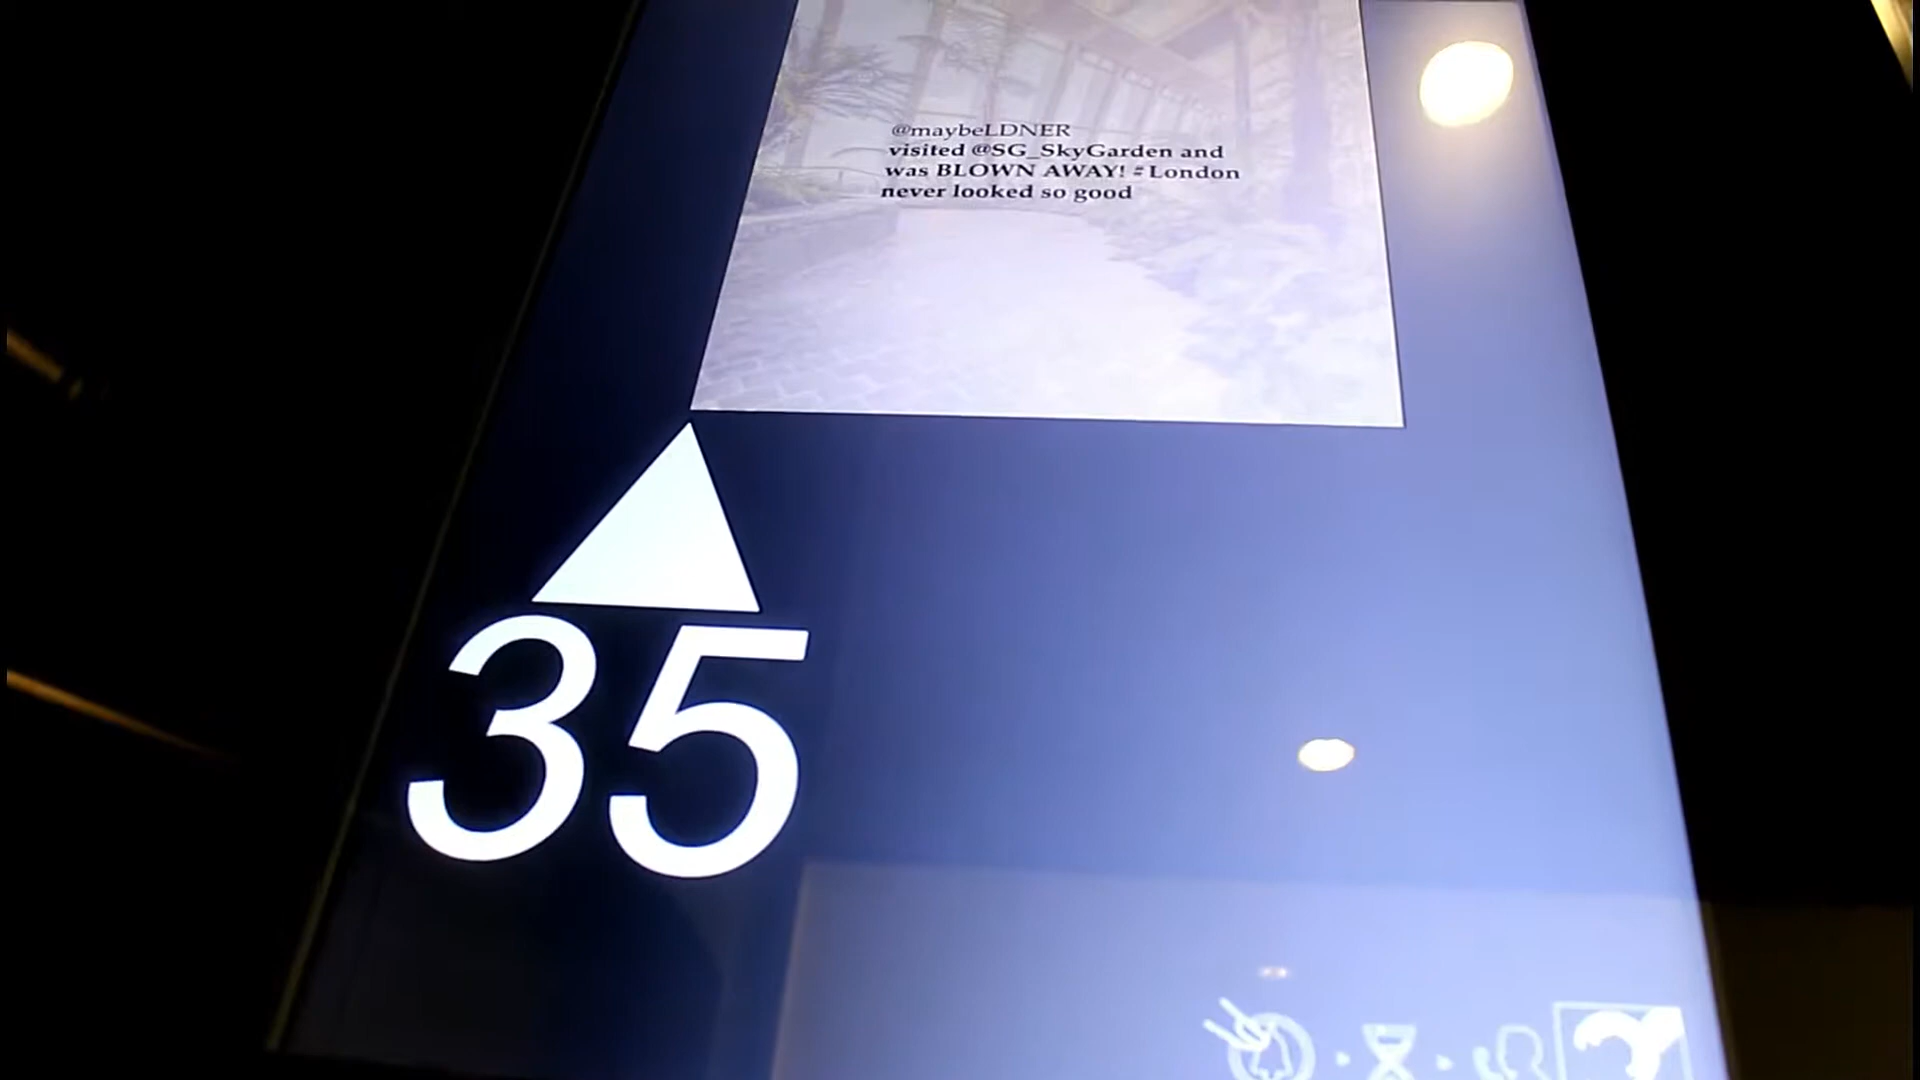 @maybeLDNER
visited @SG_SkyGarden and
was BLOWN AWAY! #London
never looked so good
35